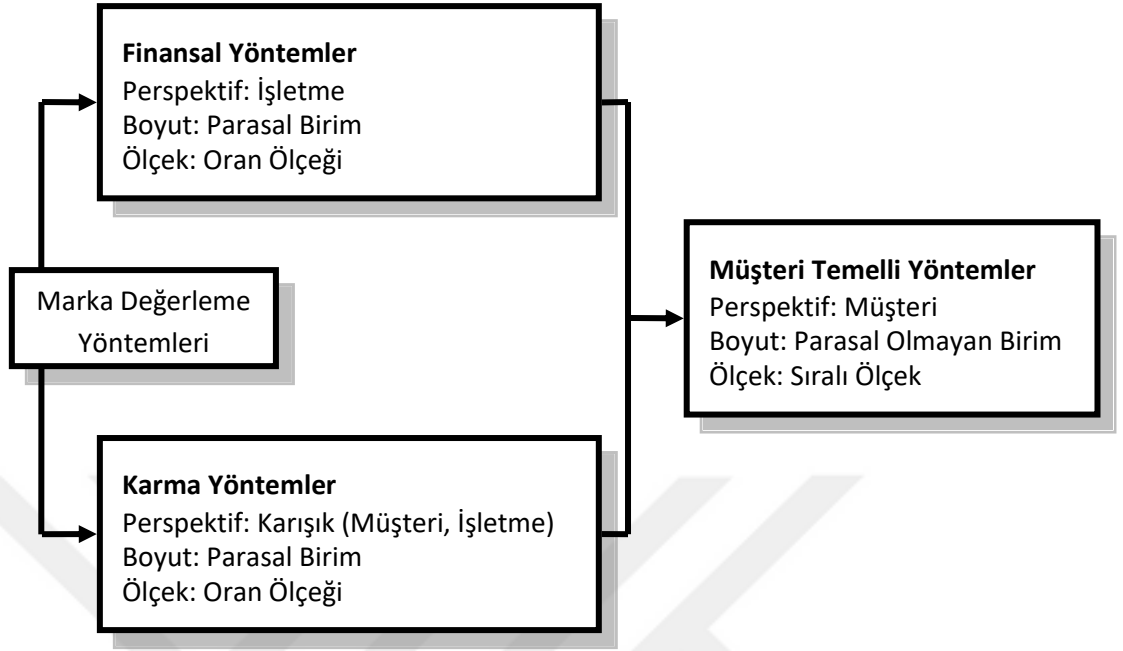 Finansal Yöntemler
Perspektif: İşletme
Boyut: Parasal Birim
Ölçek: Oran Ölçeği
Marka Değerleme
Yöntemleri
Müşteri Temelli Yöntemler
Perspektif: Müşteri
Boyut: Parasal Olmayan Birim
Ölçek: Sıralı Ölçek
Karma Yöntemler
Perspektif: Karışık (Müşteri, İşletme)
Boyut: Parasal Birim
Ölçek: Oran Ölçeği